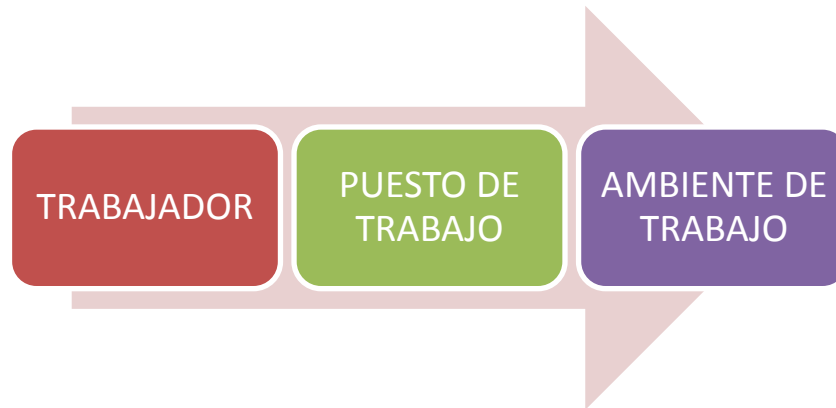 TRABAJADOR
PUESTO DE
TRABAJO
AMBIENTE DE
TRABAJO